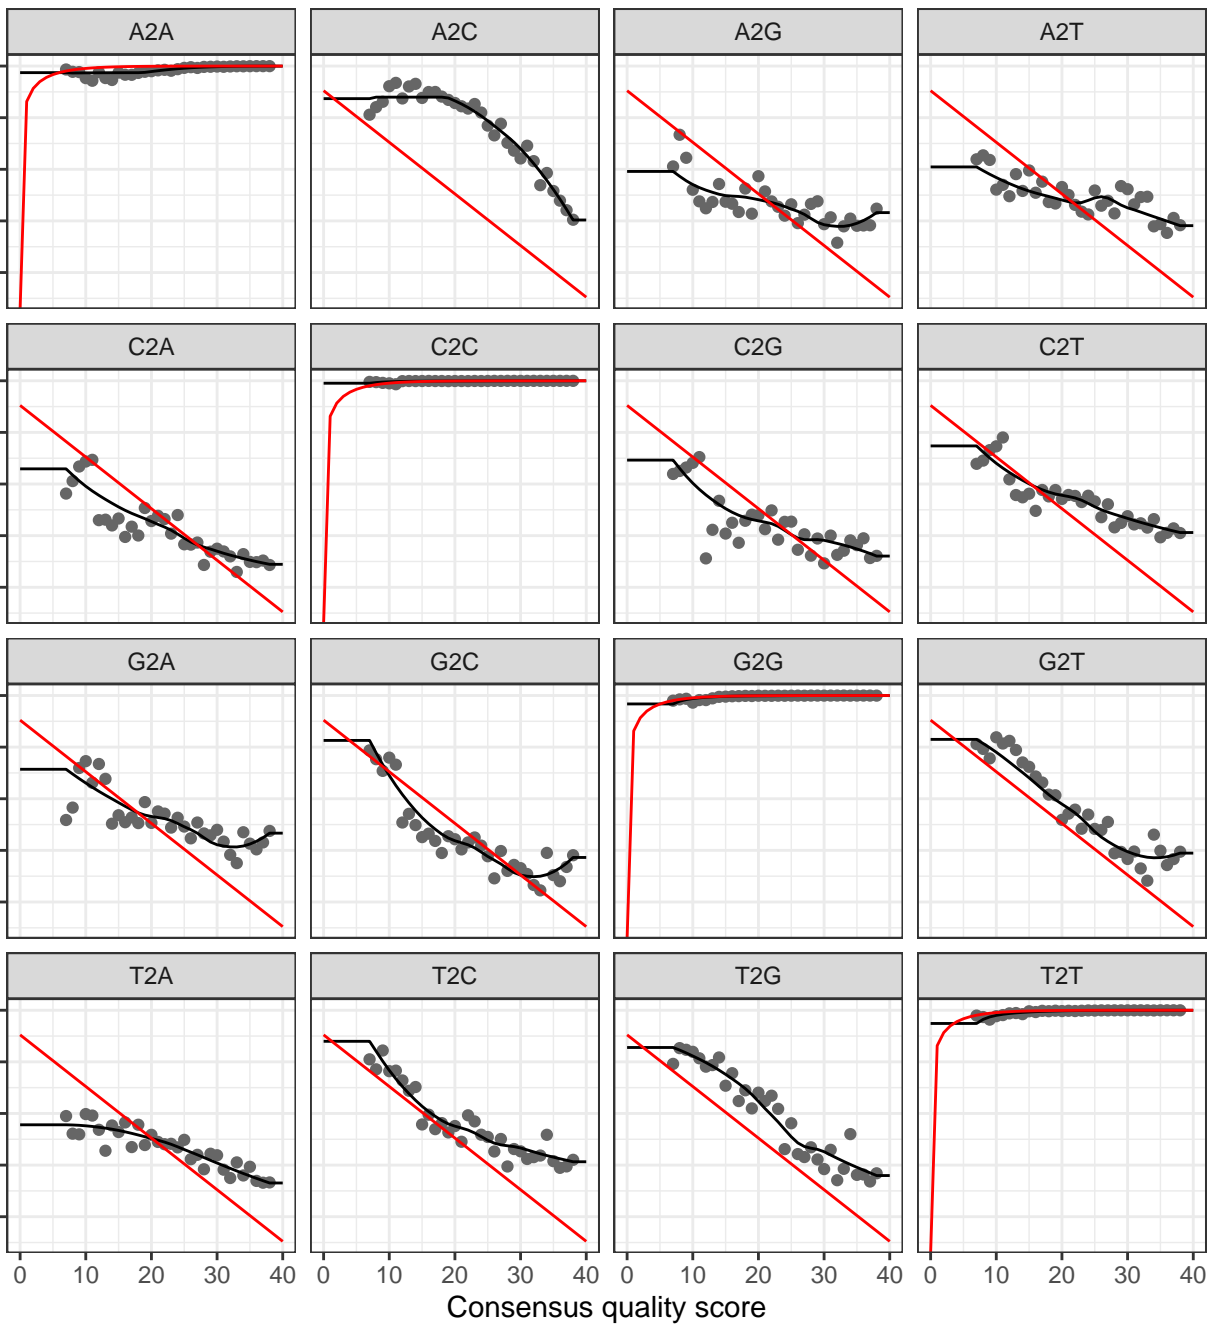 A2A A2C A2G A2T
C2A C2C C2G C2T
G2A G2C G2G G2T
T2A T2C T2G T2T
0 10 20 30 40 0 10 20 30 40 0 10 20 30 40 0 10 20 30 40
Consensus quality score